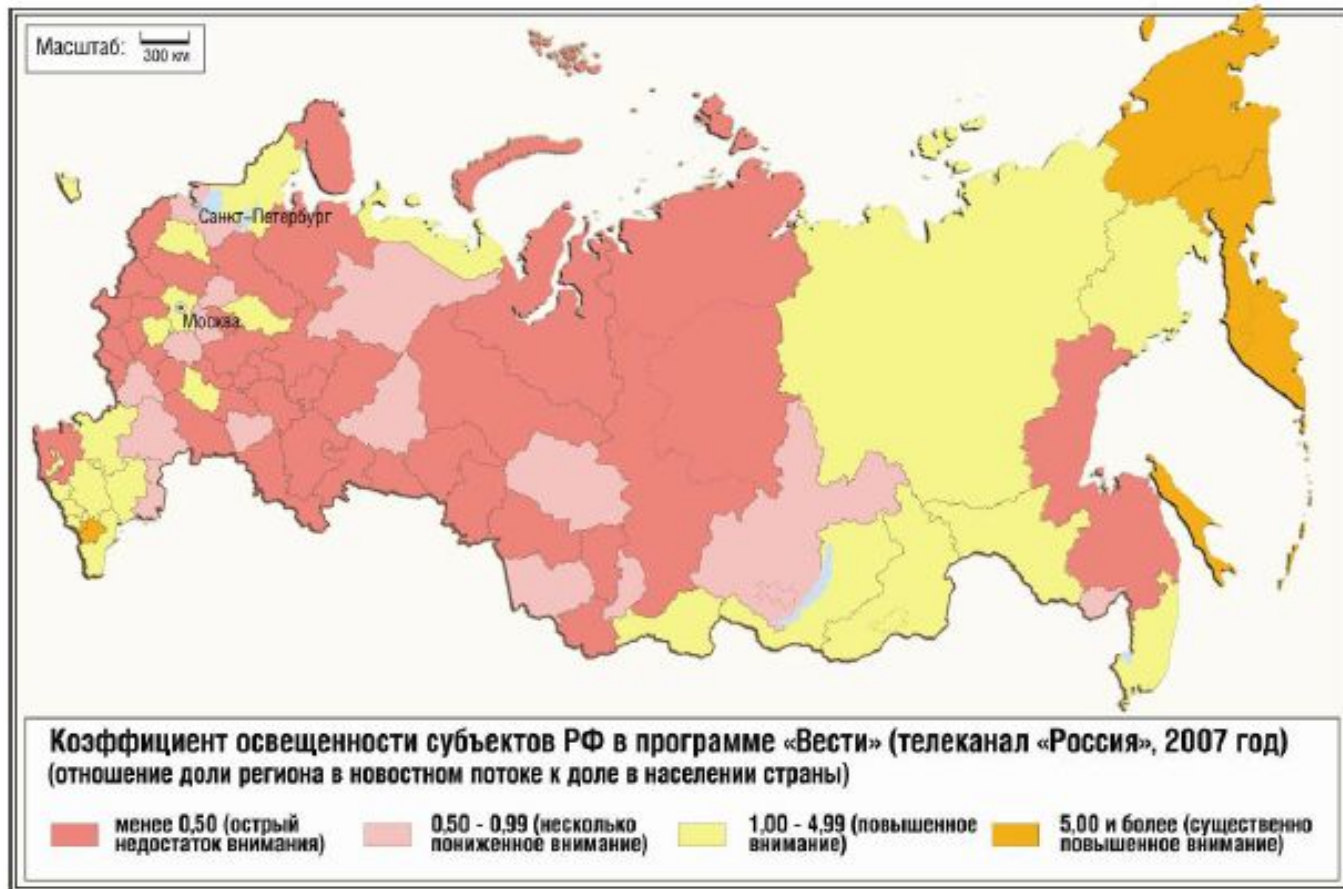 Масштаб:
300 км
Санкт-Петербург
Москва
Коэффициент освещенности субъектов РФ в программе «Вести» (телеканал «Россия», 2007 год)
(отношение доли региона в новостном потоке к доле в населении страны)
менее 0,50 (острый
недостаток внимания)
0,50 - 0,99 (несколько
пониженное внимание)
1,00 - 4,99 (повышенное
внимание)
5,00 и более (существенно
повышенное внимание)